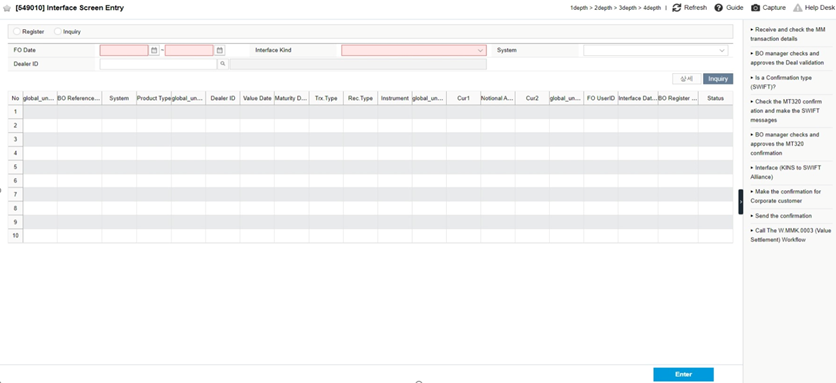 [549010] Interface Screen Entry
1depth > 2depth > 3depth > 4depth | Refresh Guide Capture Help Desk
Register Inquiry
FO Date ~ Interface Kind System
Dealer ID
상세 Inquiry
No global_un... BO Reference... System Product Type global_un... Dealer ID Value Date Maturity D... Trx.Type Rec.Type Instrument global_un... Cur1 Notional A... Cur2 global_un... FO UserID Interface Dat... BO Register ... Status
1
2
3
4
5
6
7
8
9
10
Enter
• Receive and check the MM
transaction details
• BO manager checks and
approves the Deal validation
• Is a Confirmation type
(SWIFT)?
• Check the MT320 confirm
ation and make the SWIFT
messages
• BO manager checks and
approves the MT320
confirmation
• Interface (KINS to SWIFT
Alliance)
• Make the confirmation for
Corporate customer
• Send the confirmation
• Call The W.MMK.0003 (Value
Settlement) Workflow